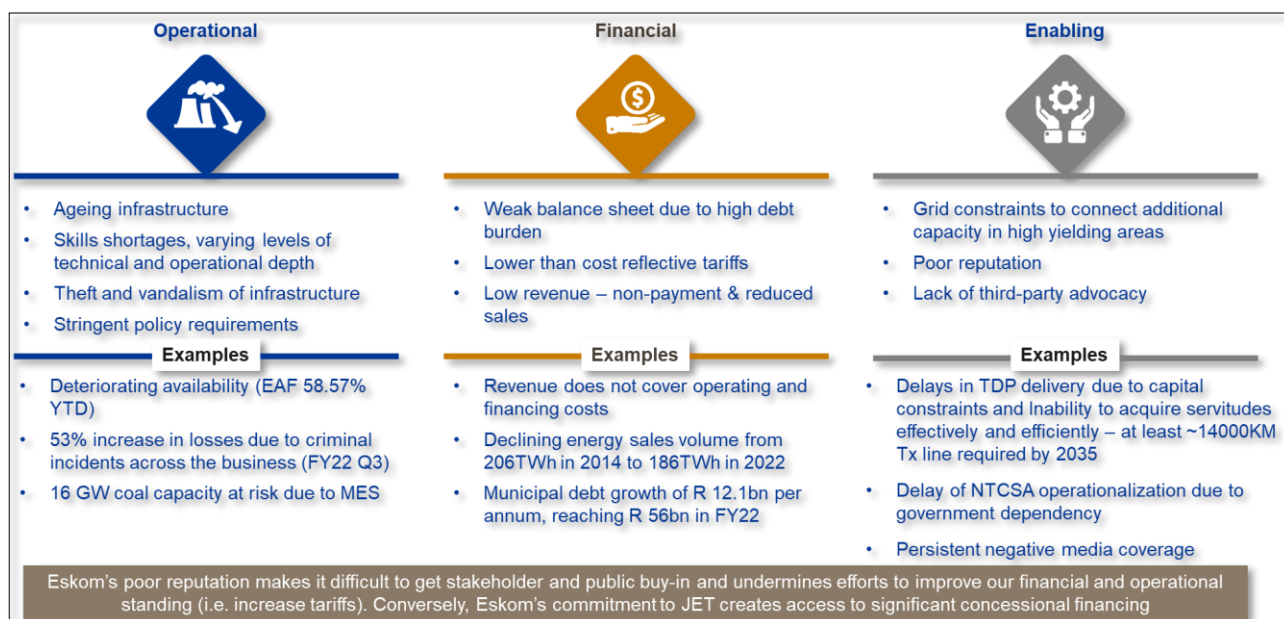 Operational
Ageing infrastructure
Skills shortages, varying levels of
technical and operational depth
Theft and vandalism of infrastructure
Stringent policy requirements
Examples
Deteriorating availability (EAF 58.57%
YTD)
53% increase in losses due to criminal
incidents across the business (FY22 Q3)
16 GW coal capacity at risk due to MES
Financial
$
Weak balance sheet due to high debt
burden
Lower than cost reflective tariffs
Low revenue – non-payment & reduced
sales
Examples
Revenue does not cover operating and
financing costs
Declining energy sales volume from
206TWh in 2014 to 186TWh in 2022
Municipal debt growth of R 12.1bn per
annum, reaching R 56bn in FY22
Enabling
Grid constraints to connect additional
capacity in high yielding areas
Poor reputation
Lack of third-party advocacy
Examples
Delays in TDP delivery due to capital
constraints and Inability to acquire servitudes
effectively and efficiently – at least ~14000KM
Tx line required by 2035
Delay of NTCSA operationalization due to
government dependency
Persistent negative media coverage
Eskom's poor reputation makes it difficult to get stakeholder and public buy-in and undermines efforts to improve our financial and operational
standing (i.e. increase tariffs). Conversely, Eskom's commitment to JET creates access to significant concessional financing